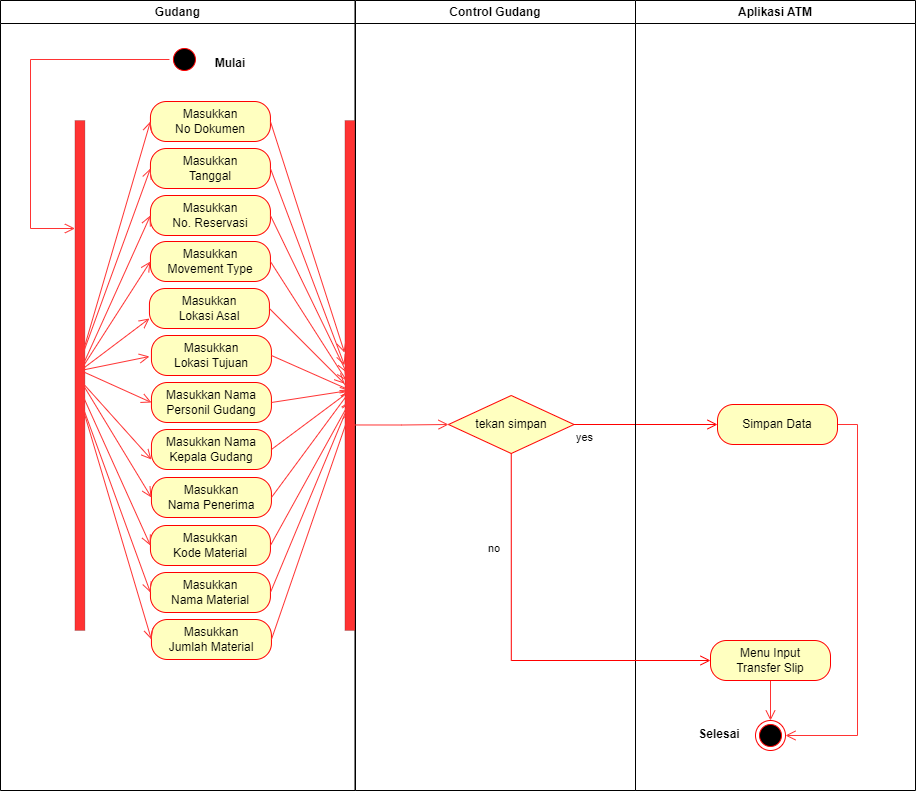 Gudang
Control Gudang
Aplikasi ATM
Mulai
Masukkan
No Dokumen
Masukkan
Tanggal
Masukkan
No. Reservasi
Masukkan
Movement Type
Masukkan
Lokasi Asal
Masukkan
Lokasi Tujuan
Masukkan Nama
Personil Gudang
Masukkan Nama
Kepala Gudang
Masukkan
Nama Penerima
Masukkan
Kode Material
Masukkan
Nama Material
Masukkan
Jumlah Material
tekan simpan
yes
no
Simpan Data
Menu Input
Transfer Slip
Selesai